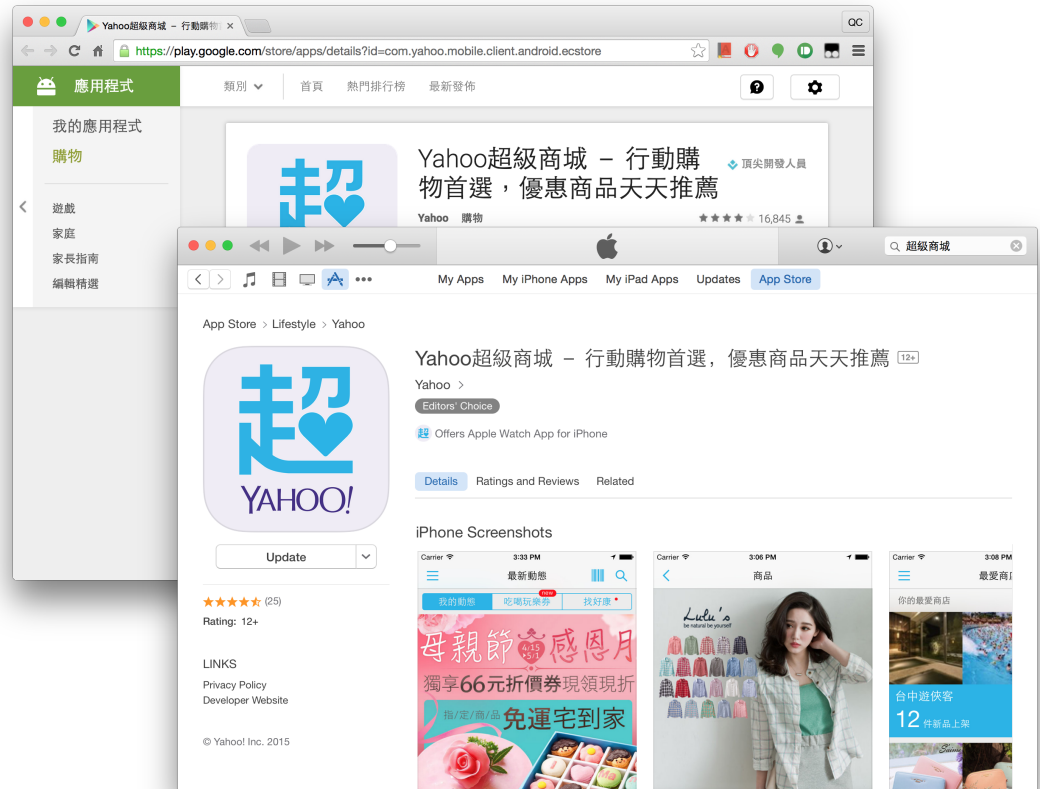 Yahoo超級商城 – 行動購物
QC
https://play.google.com/store/apps/details?id=com.yahoo.mobile.client.android.ecstore
應用程式
類別
首頁
熱門排行榜
最新發佈
我的應用程式
購物
遊戲
家庭
家長指南
編輯精選
超
Yahoo超級商城 – 行動購
物首選，優惠商品天天推薦
頂尖開發人員
Yahoo 購物
16,845
超級商城
My Apps
My iPhone Apps
My iPad Apps
Updates
App Store
App Store > Lifestyle > Yahoo
超
YAHOO!
Update
(25)
Rating: 12+
LINKS
Privacy Policy
Developer Website
© Yahoo! Inc. 2015
Yahoo超級商城 – 行動購物首選，優惠商品天天推薦 12+
Yahoo >
Editors' Choice
超 Offers Apple Watch App for iPhone
Details
Ratings and Reviews
Related
iPhone Screenshots
Carrier 3:33 PM
最新動態
我的動態
吃喝玩樂券
new
找好康
母親節
4/15
5/1
感恩月
獨享66元折價券現領現折
指/定/商/品 免運宅到家
Carrier 3:06 PM
商品
Lulu's
be natural be yourself
Carrier 3:08 PM
最愛商店
你的最愛商店
台中遊俠客
12 件新品上架